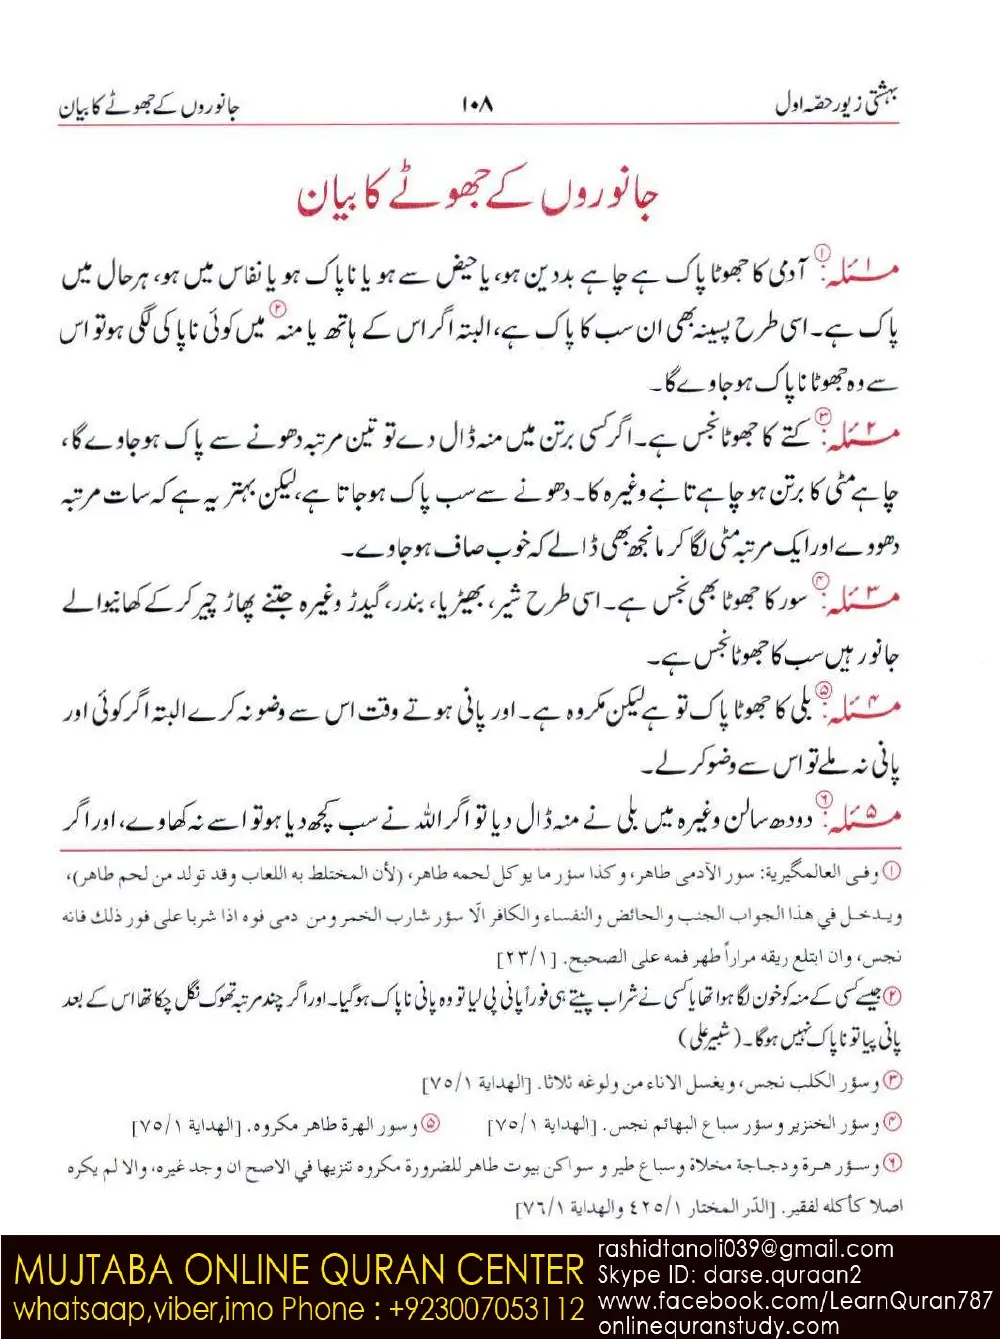 بہشتی زیور حصّہ اول ۱۰۸ جانوروں کے جھوٹے کا بیان
جانوروں کے جھوٹے کا بیان
مسئلہ ۱: ① آدمی کا جھوٹا پاک ہے چاہے بددین ہو، یا حیض سے ہو یا ناپاک ہو یا نفاس میں ہو، ہر حال میں
پاک ہے۔ اسی طرح پسینہ بھی ان سب کا پاک ہے، البتہ اگر اس کے ہاتھ یا منہ ② میں کوئی ناپاکی لگی ہو تو اس
سے وہ جھوٹا ناپاک ہو جاوے گا۔
مسئلہ ۲: ③ کتے کا جھوٹا نجس ہے۔ اگر کسی برتن میں منہ ڈال دے تو تین مرتبہ دھونے سے پاک ہو جاوے گا،
چاہے مٹی کا برتن ہو چاہے تانبے وغیرہ کا۔ دھونے سے سب پاک ہو جاتا ہے، لیکن بہتر یہ ہے کہ سات مرتبہ
دھووے اور ایک مرتبہ مٹی لگا کر مانجھ بھی ڈالے کہ خوب صاف ہو جاوے۔
مسئلہ ۳: ④ سور کا جھوٹا بھی نجس ہے۔ اسی طرح شیر، بھیڑیا، بندر، گیدڑ وغیرہ جتنے پھاڑ چیر کر کے کھانیوالے
جانور ہیں سب کا جھوٹا نجس ہے۔
مسئلہ ۴: ⑤ بلی کا جھوٹا پاک تو ہے لیکن مکروہ ہے۔ اور پانی ہوتے وقت اس سے وضو نہ کرے البتہ اگر کوئی اور
پانی نہ ملے تو اس سے وضو کر لے۔
مسئلہ ۵: ⑥ دودھ سالن وغیرہ میں بلی نے منہ ڈال دیا تو اگر اللہ نے سب کچھ دیا ہو تو اسے نہ کھاوے، اور اگر
① وفى العالمگيرية: سور الآدمى طاهر، وكذا سؤر ما يوكل لحمه طاهر، (لأن المختلط به اللعاب وقد تولد من لحم طاهر)،
ويدخل في هذا الجواب الجنب والحائض والنفساء والكافر الّا سؤر شارب الخمر ومن دمى فوه اذا شربا على فور ذلك فانه
نجس، وان ابتلع ريقه مراراً طهر فمه على الصحيح. [۲۳/۱]
② جیسے کسی کے منہ کو خون لگا ہوا تھا یا کسی نے شراب پیتے ہی فوراً پانی پی لیا تو وہ پانی ناپاک ہو گیا۔ اور اگر چند مرتبہ تھوک نگل چکا تھا اس کے بعد
پانی پیا تو ناپاک نہیں ہوگا۔ (شبیر علی)
③ وسؤر الكلب نجس، ويغسل الاناء من ولوغه ثلاثا. [الهداية ۷۵/۱]
④ وسؤر الخنزير وسؤر سباع البهائم نجس. [الهداية ۷۵/۱] ⑤ وسور الهرة طاهر مكروه. [الهداية ۷۵/۱]
⑥ وسؤر هرة ودجاجة مخلاة وسباع طير وسواكن بيوت طاهر للضرورة مكروه تنزيها في الاصح ان وجد غيره، والا لم يكره
اصلا كأكله لفقير. [الدّر المختار ٤٢٥/١ والهداية ٧٦/١]
MUJTABA ONLINE QURAN CENTER
whatsaap,viber,imo Phone : +923007053112
rashidtanoli039@gmail.com
Skype ID: darse.quraan2
www.facebook.com/LearnQuran787
onlinequranstudy.com